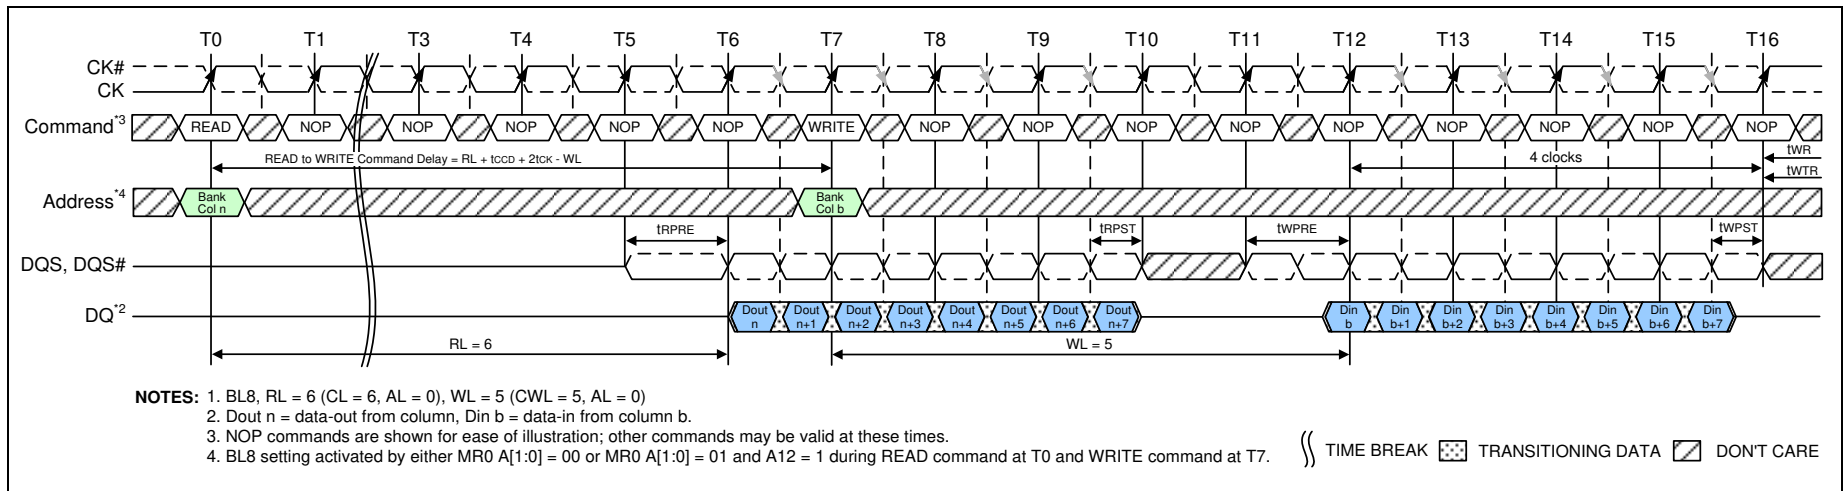 T0 T1 T3 T4 T5 T6 T7 T8 T9 T10 T11 T12 T13 T14 T15 T16
CK#
CK
Command*3 READ NOP NOP NOP NOP NOP WRITE NOP NOP NOP NOP NOP NOP NOP NOP NOP
READ to WRITE Command Delay = RL + tCCD + 2tCK - WL 4 clocks tWR
tWTR
Address*4 Bank Col n Bank Col b
tRPRE tRPST tWPRE tWPST
DQS, DQS#
DQ*2 Dout n Dout n+1 Dout n+2 Dout n+3 Dout n+4 Dout n+5 Dout n+6 Dout n+7 Din b Din b+1 Din b+2 Din b+3 Din b+4 Din b+5 Din b+6 Din b+7
RL = 6 WL = 5
NOTES: 1. BL8, RL = 6 (CL = 6, AL = 0), WL = 5 (CWL = 5, AL = 0)
2. Dout n = data-out from column, Din b = data-in from column b.
3. NOP commands are shown for ease of illustration; other commands may be valid at these times.
4. BL8 setting activated by either MR0 A[1:0] = 00 or MR0 A[1:0] = 01 and A12 = 1 during READ command at T0 and WRITE command at T7.
TIME BREAK TRANSITIONING DATA DON'T CARE